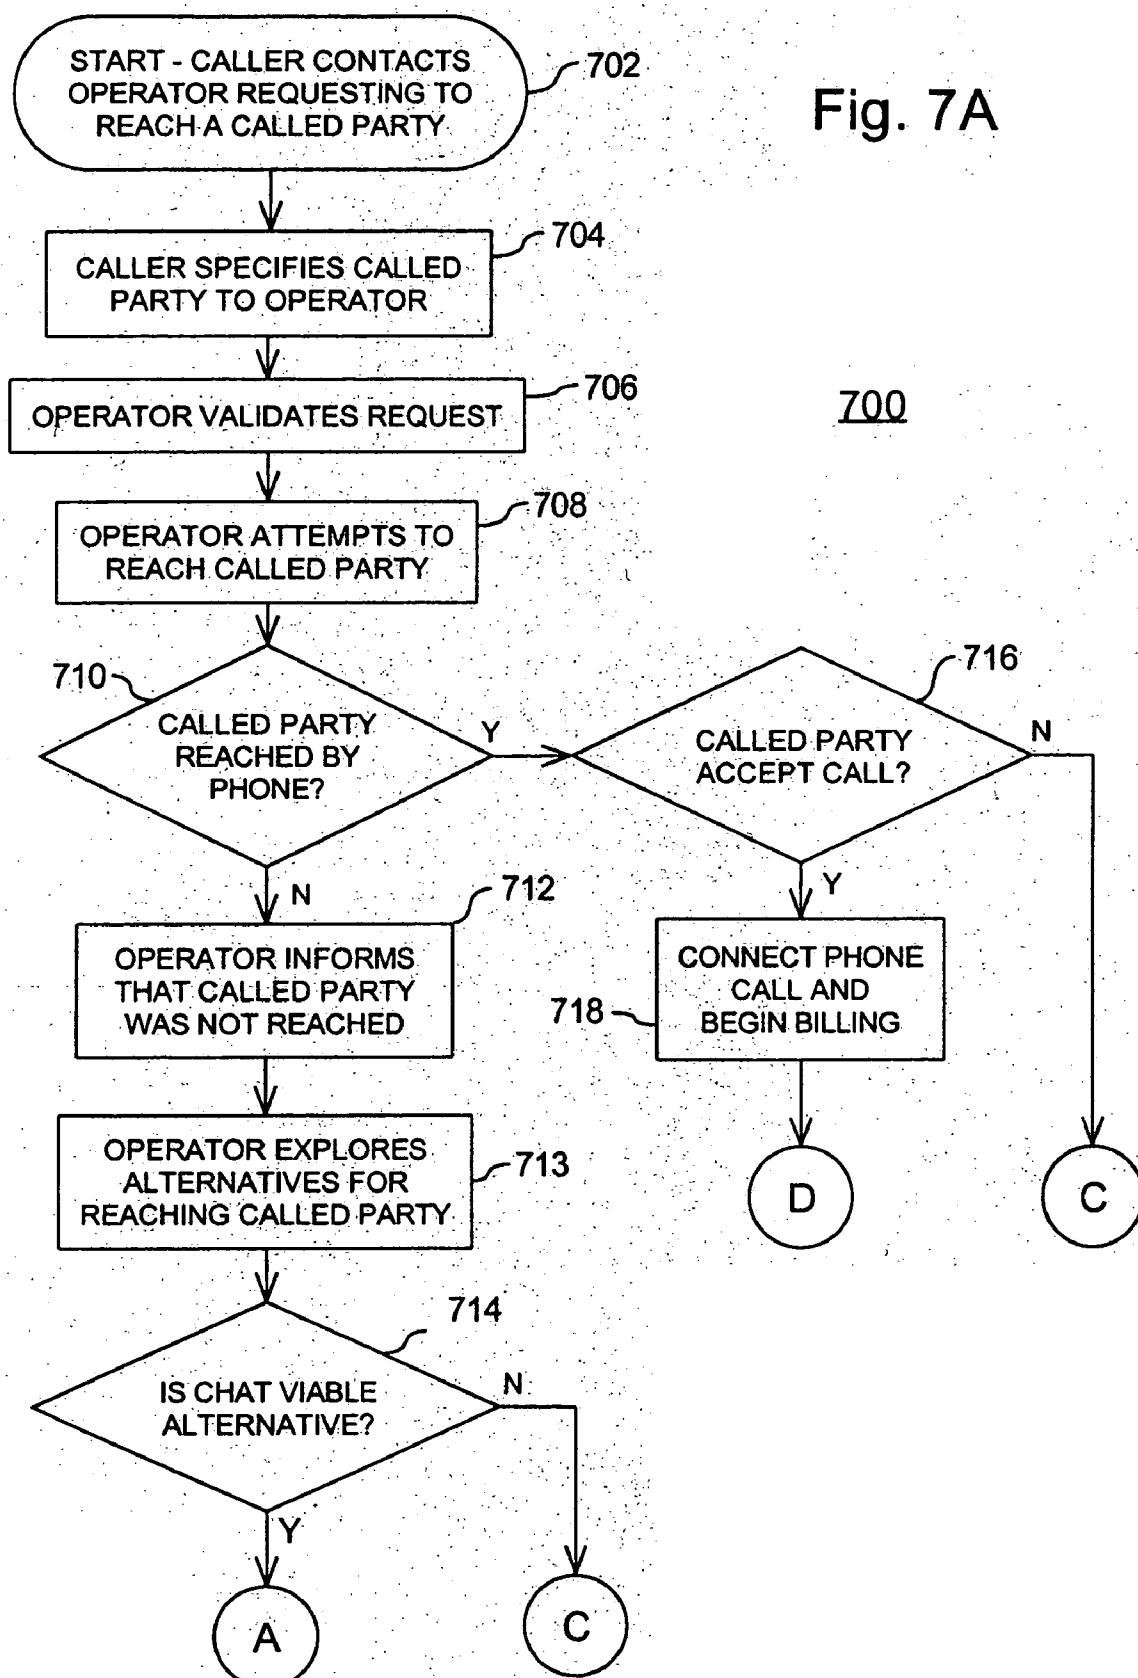 START - CALLER CONTACTS
OPERATOR REQUESTING TO
REACH A CALLED PARTY
702
Fig. 7A
704
CALLER SPECIFIES CALLED
PARTY TO OPERATOR
706
OPERATOR VALIDATES REQUEST
700
708
OPERATOR ATTEMPTS TO
REACH CALLED PARTY
710
CALLED PARTY
REACHED BY
PHONE?
Y
716
CALLED PARTY
ACCEPT CALL?
N
N
Y
712
OPERATOR INFORMS
THAT CALLED PARTY
WAS NOT REACHED
718
CONNECT PHONE
CALL AND
BEGIN BILLING
713
OPERATOR EXPLORES
ALTERNATIVES FOR
REACHING CALLED PARTY
D
C
714
IS CHAT VIABLE
ALTERNATIVE?
N
Y
A
C